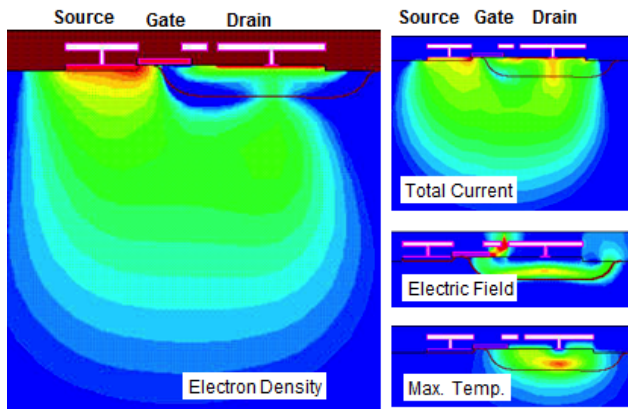 Source Gate Drain
Electron Density
Source Gate Drain
Total Current
Electric Field
Max. Temp.